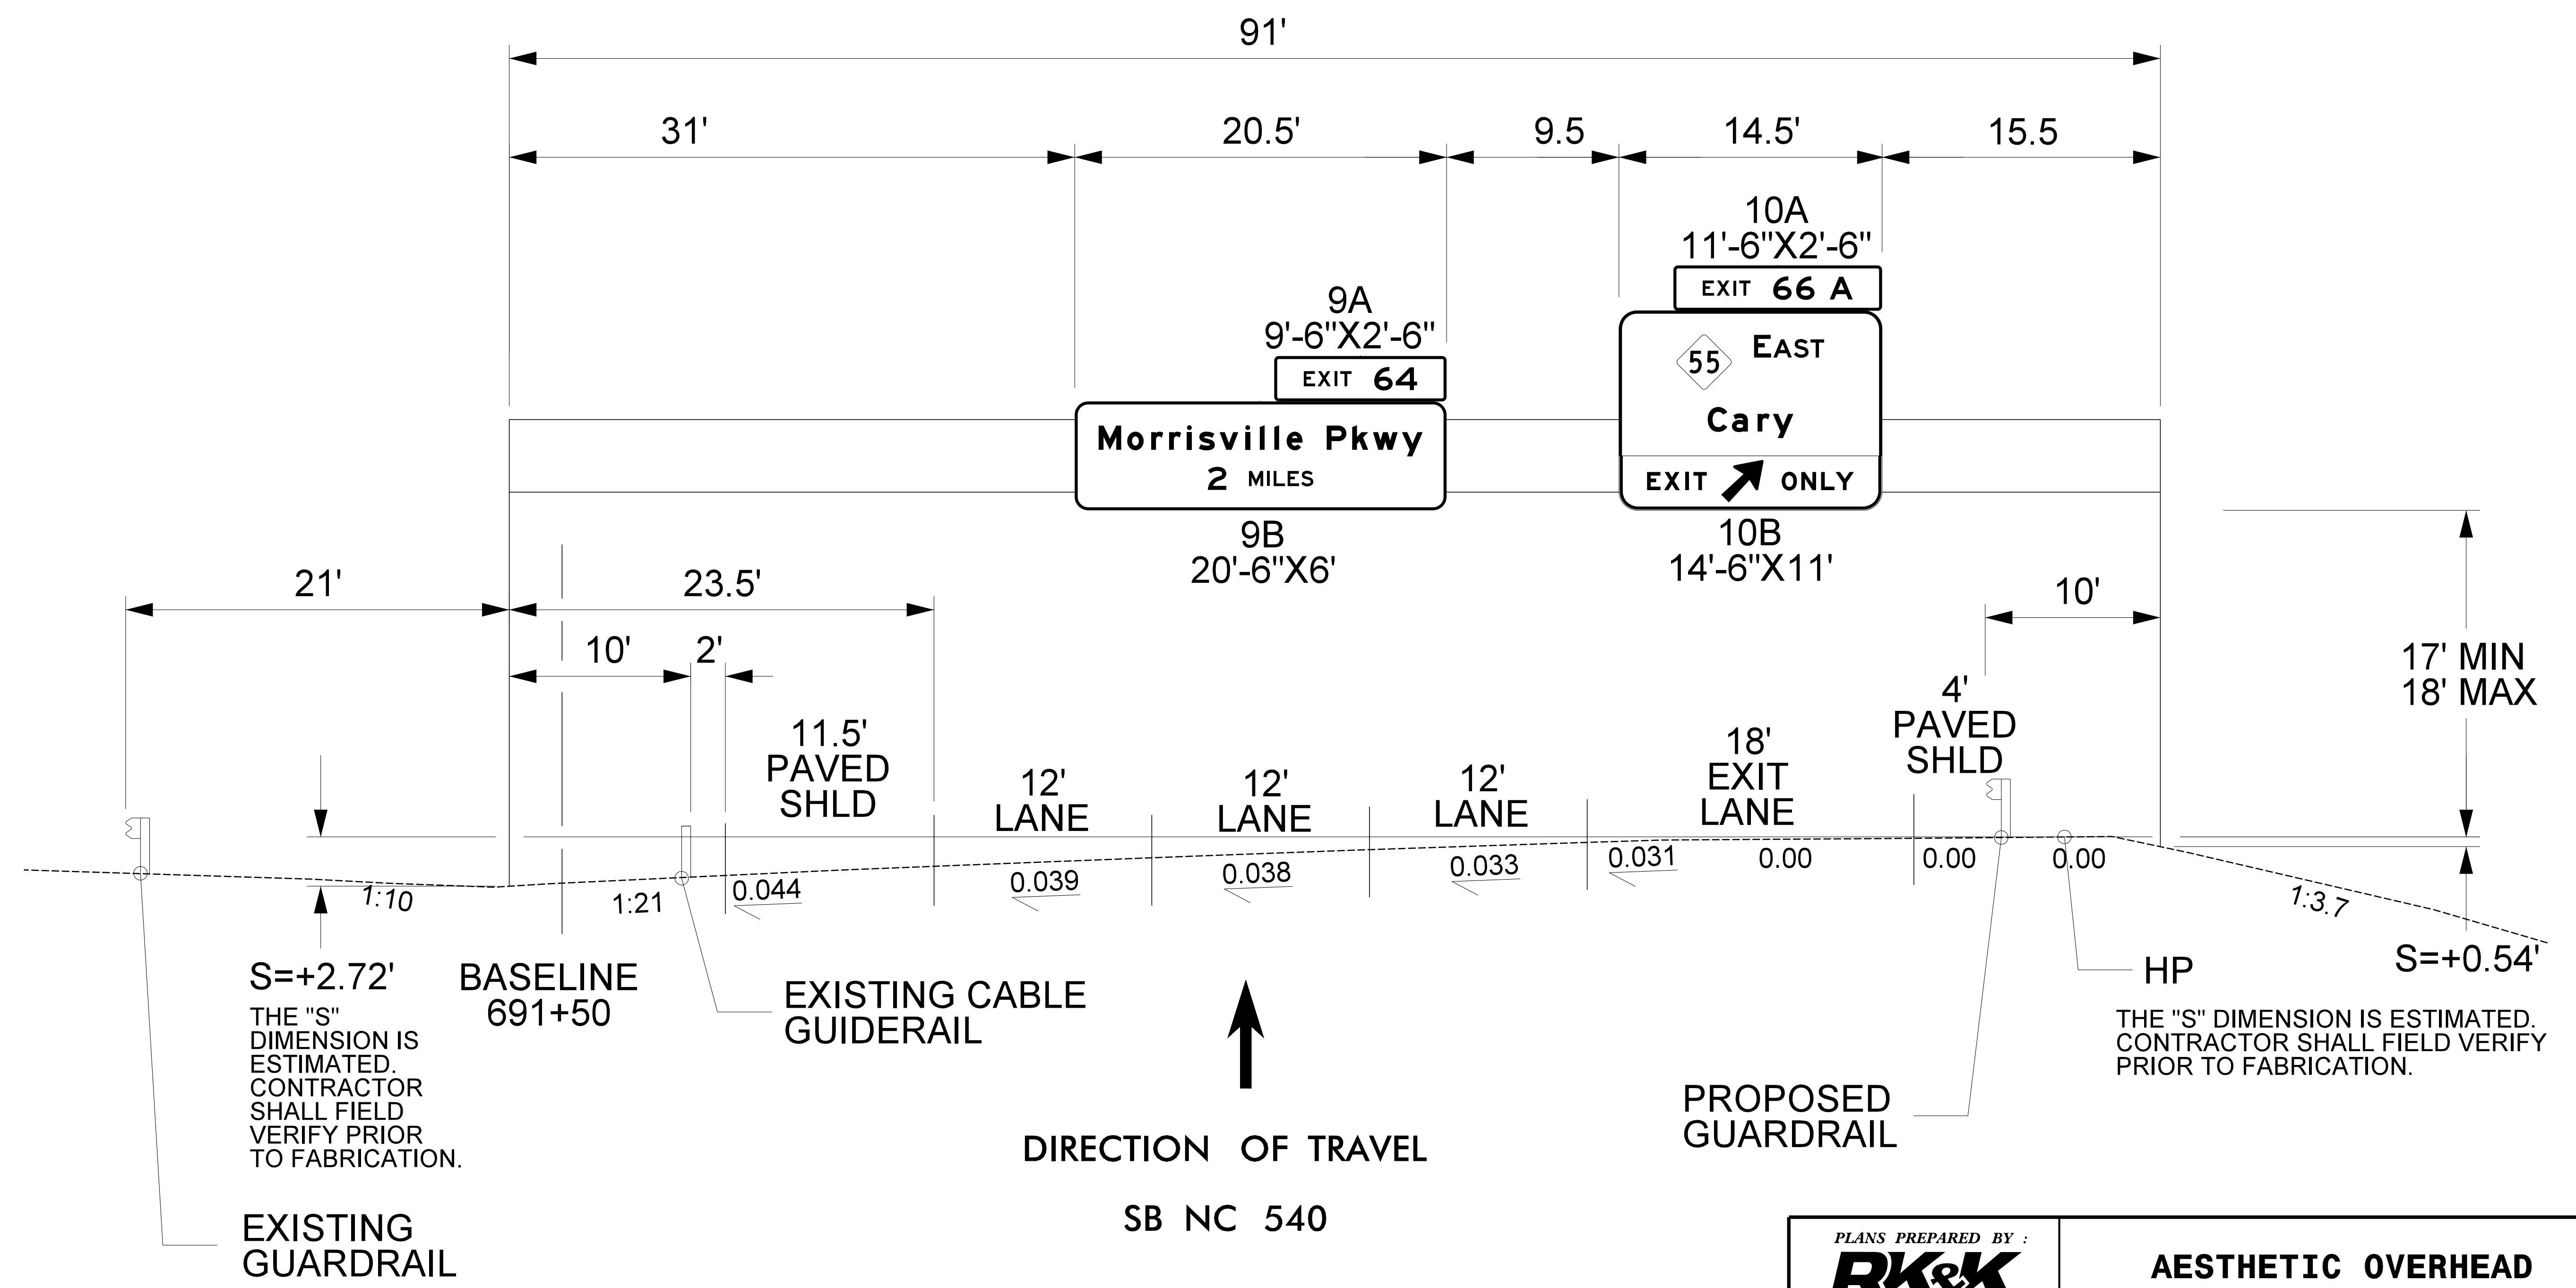 91'
31'
20.5'
9.5
14.5'
15.5
10A
11'-6"X2'-6"
EXIT 66 A
9A
9'-6"X2'-6"
EXIT 64
55 EAST
Cary
EXIT ONLY
Morrisville Pkwy
2 MILES
9B
20'-6"X6'
10B
14'-6"X11'
21'
23.5'
10'
10'
2'
17' MIN
18' MAX
11.5'
PAVED
SHLD
12'
LANE
12'
LANE
12'
LANE
18'
EXIT
LANE
4'
PAVED
SHLD
1:10
1:21
0.044
0.039
0.038
0.033
0.031
0.00
0.00
0.00
1:3.7
S=+2.72'
THE "S"
DIMENSION IS
ESTIMATED.
CONTRACTOR
SHALL FIELD
VERIFY PRIOR
TO FABRICATION.
BASELINE
691+50
EXISTING CABLE
GUIDERAIL
HP
S=+0.54'
THE "S" DIMENSION IS ESTIMATED.
CONTRACTOR SHALL FIELD VERIFY
PRIOR TO FABRICATION.
PROPOSED
GUARDRAIL
DIRECTION OF TRAVEL
SB NC 540
EXISTING
GUARDRAIL
PLANS PREPARED BY :
RK&K
AESTHETIC OVERHEAD